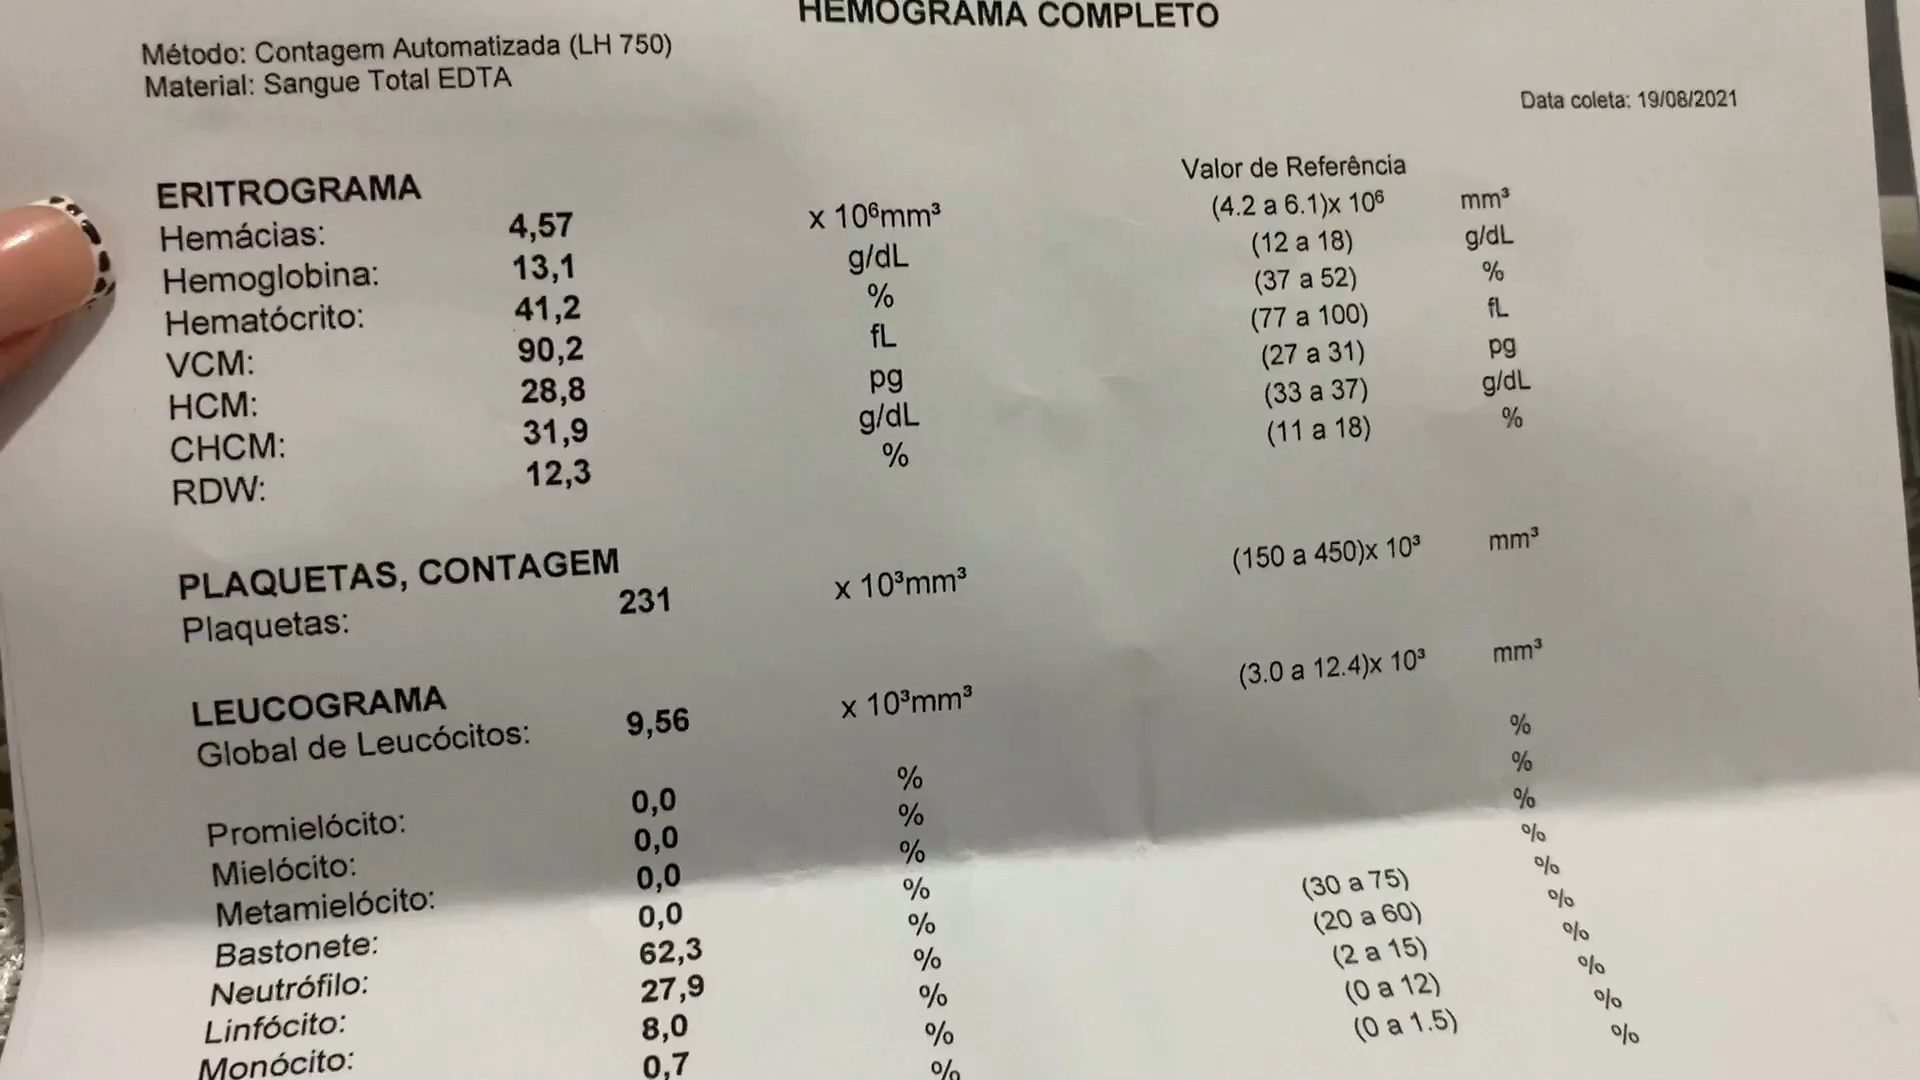 HEMOGRAMA COMPLETO
Método: Contagem Automatizada (LH 750)
Material: Sangue Total EDTA
Data coleta: 19/08/2021
Valor de Referência
ERITROGRAMA
Hemácias: 4,57 x 10⁶mm³ (4.2 a 6.1)x 10⁶ mm³
Hemoglobina: 13,1 g/dL (12 a 18) g/dL
Hematócrito: 41,2 % (37 a 52) %
VCM: 90,2 fL (77 a 100) fL
HCM: 28,8 pg (27 a 31) pg
CHCM: 31,9 g/dL (33 a 37) g/dL
RDW: 12,3 % (11 a 18) %
PLAQUETAS, CONTAGEM
Plaquetas: 231 x 10³mm³ (150 a 450)x 10³ mm³
LEUCOGRAMA
Global de Leucócitos: 9,56 x 10³mm³ (3.0 a 12.4)x 10³ mm³
Promielócito: 0,0 % %
Mielócito: 0,0 % %
Metamielócito: 0,0 % %
Bastonete: 0,0 % %
Neutrófilo: 62,3 % (30 a 75) %
Linfócito: 27,9 % (20 a 60) %
Monócito: 8,0 % (2 a 15) %
0,7 % (0 a 12) %
% (0 a 1.5) %
%